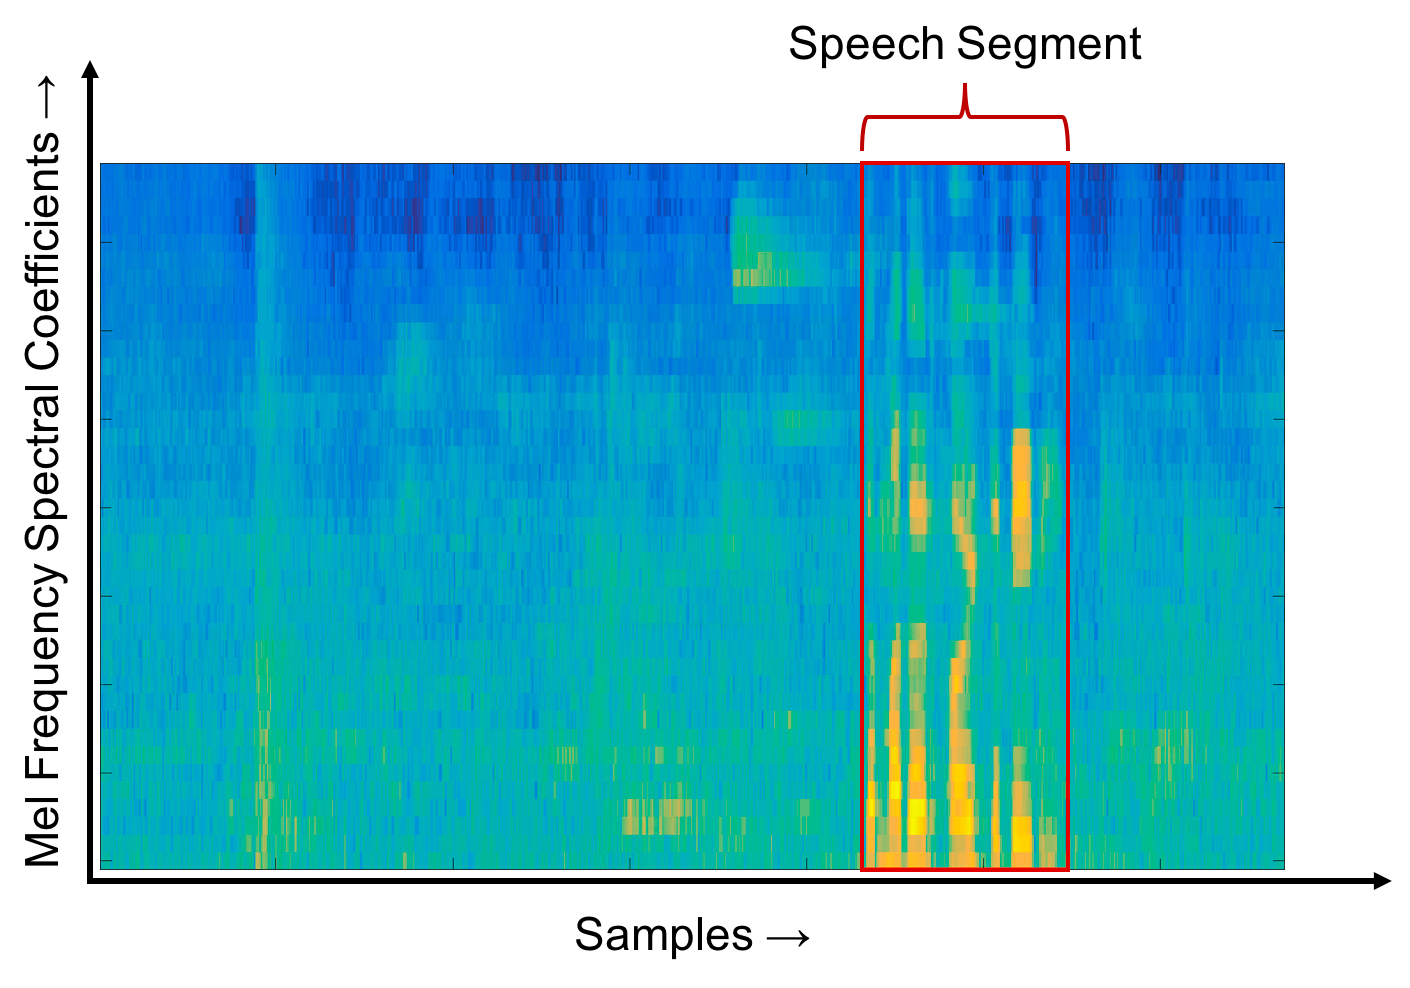 Speech Segment
Mel Frequency Spectral Coefficients →
Samples →